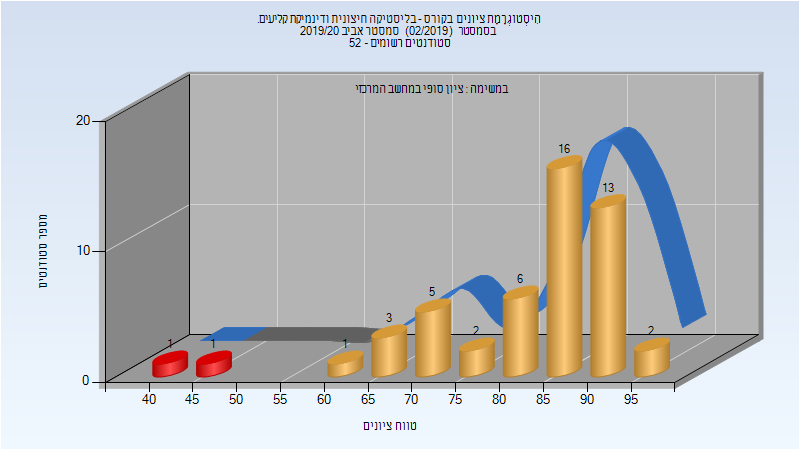 היסטוגרמת ציונים בקורס - בליסטיקה חיצונית ודינמיקת קליעים.
בסמסטר (02/2019) סמסטר אביב 2019/20
סטודנטים רשומים - 52
במשימה : ציון סופי במחשב המרכזי
מספר סטודנטים
20
10
0
1
1
1
3
5
2
6
16
13
2
40 45 50 55 60 65 70 75 80 85 90 95
טווח ציונים